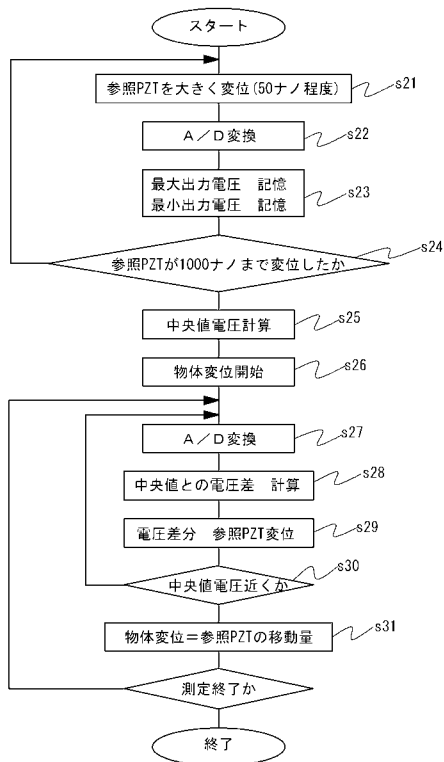 スタート
参照PZTを大きく変位(50ナノ程度)
s21
A/D変換
s22
最大出力電圧　記憶
最小出力電圧　記憶
s23
参照PZTが1000ナノまで変位したか
s24
中央値電圧計算
s25
物体変位開始
s26
A/D変換
s27
中央値との電圧差　計算
s28
電圧差分　参照PZT変位
s29
中央値電圧近くか
s30
物体変位＝参照PZTの移動量
s31
測定終了か
終了